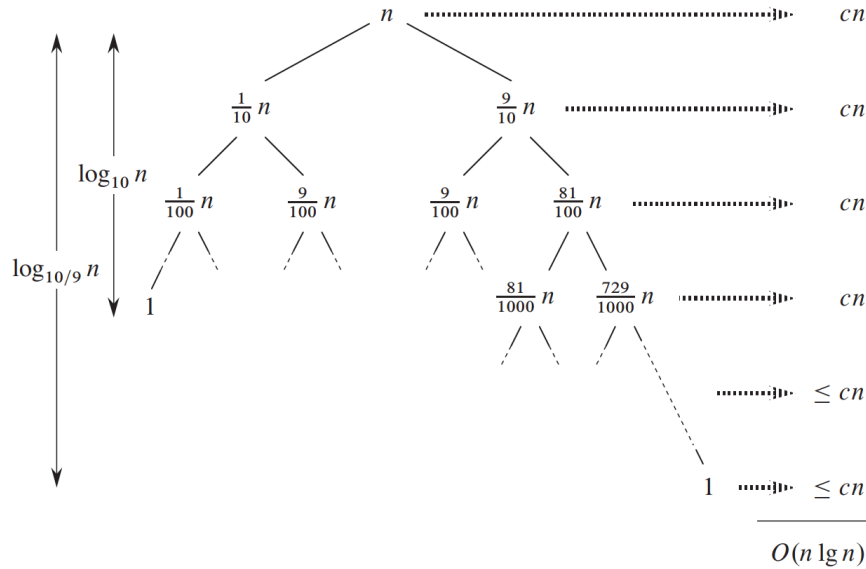 n cn
1/10 n 9/10 n cn
log₁₀ n
1/100 n 9/100 n 9/100 n 81/100 n cn
log₁₀/₉ n
1 81/1000 n 729/1000 n cn
≤ cn
1 ≤ cn
O(n lg n)